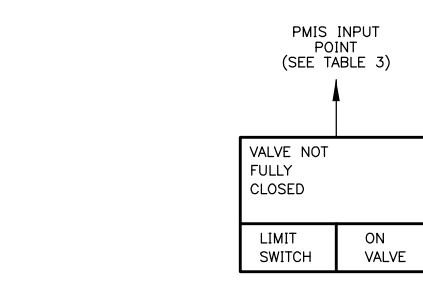 PMIS INPUT
POINT
(SEE TABLE 3)
VALVE NOT
FULLY
CLOSED
LIMIT
SWITCH
ON
VALVE